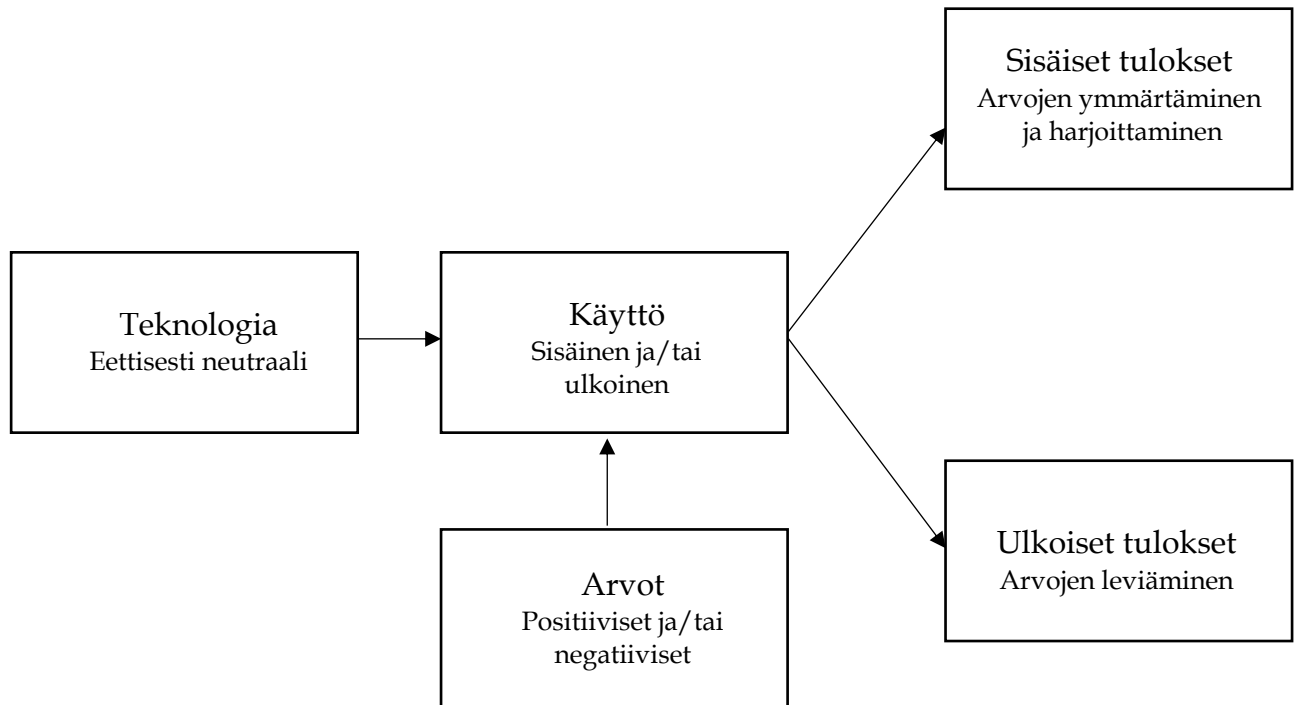 Sisäiset tulokset
Arvojen ymmärtäminen
ja harjoittaminen
Teknologia
Eettisesti neutraali
Käyttö
Sisäinen ja/tai
ulkoinen
Arvot
Positiiviset ja/tai
negatiiviset
Ulkoiset tulokset
Arvojen leviäminen